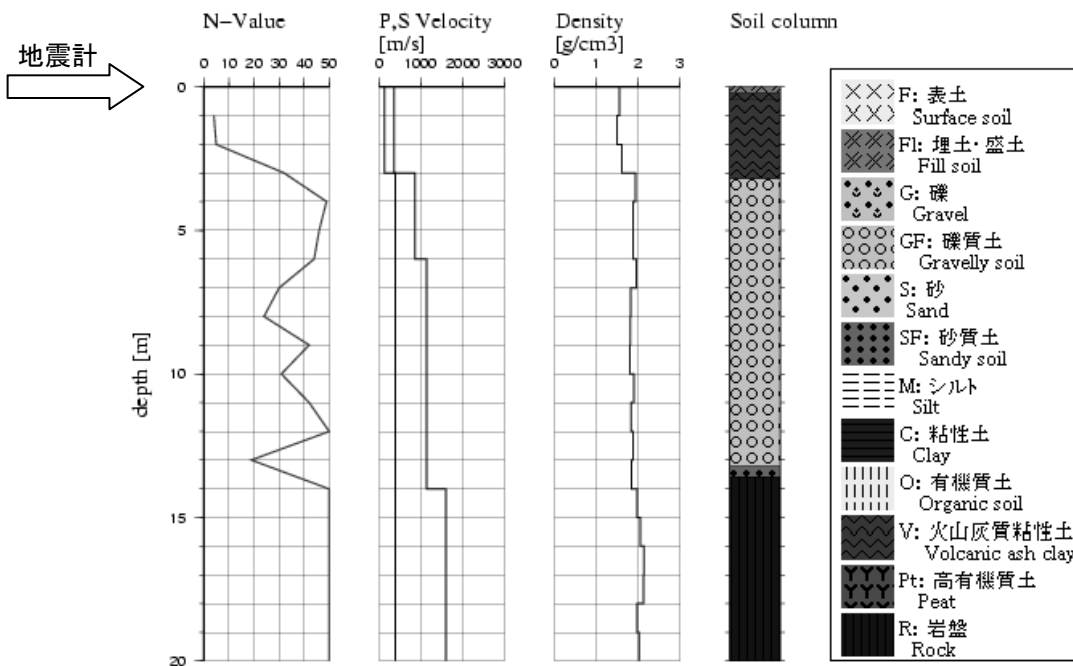 N-Value
P,S Velocity
[m/s]
Density
[g/cm3]
Soil column
地震計
0 10 20 30 40 50
0 1000 2000 3000
0 1 2 3
depth [m]
0
5
10
15
20
F: 表土
Surface soil
Fl: 埋土・盛土
Fill soil
G: 礫
Gravel
GF: 礫質土
Gravelly soil
S: 砂
Sand
SF: 砂質土
Sandy soil
M: シルト
Silt
C: 粘性土
Clay
O: 有機質土
Organic soil
V: 火山灰質粘性土
Volcanic ash clay
Pt: 高有機質土
Peat
R: 岩盤
Rock